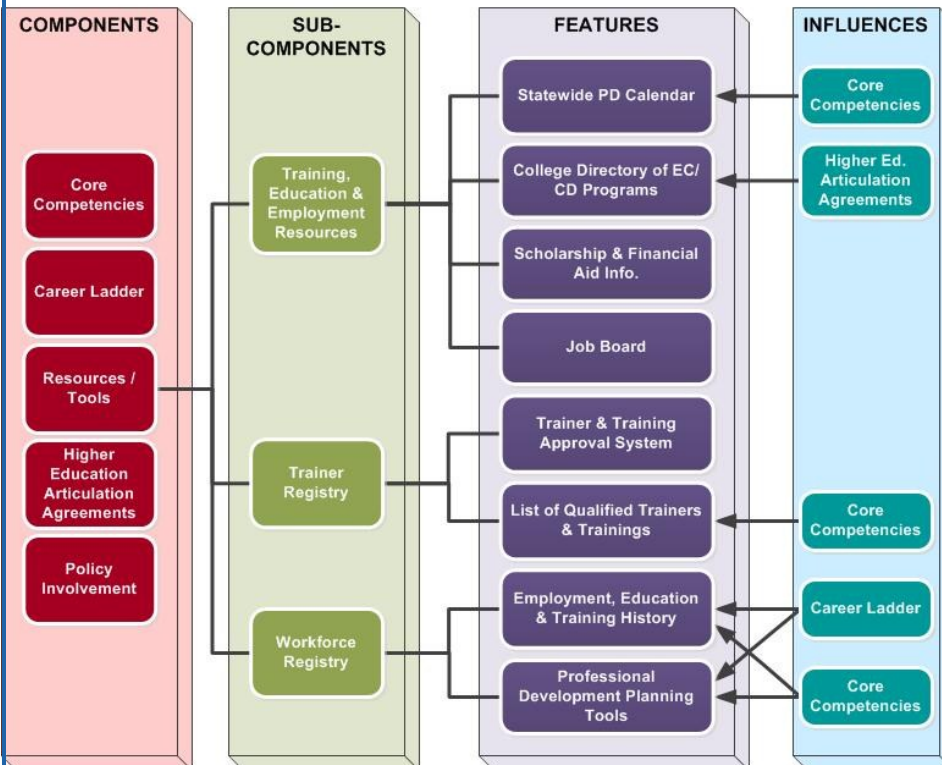 COMPONENTS
Core
Competencies
Career Ladder
Resources /
Tools
Higher
Education
Articulation
Agreements
Policy
Involvement
SUB-
COMPONENTS
Training,
Education &
Employment
Resources
Trainer
Registry
Workforce
Registry
FEATURES
Statewide PD Calendar
College Directory of EC/
CD Programs
Scholarship & Financial
Aid Info.
Job Board
Trainer & Training
Approval System
List of Qualified Trainers
& Trainings
Employment, Education
& Training History
Professional
Development Planning
Tools
INFLUENCES
Core
Competencies
Higher Ed.
Articulation
Agreements
Core
Competencies
Career Ladder
Core
Competencies